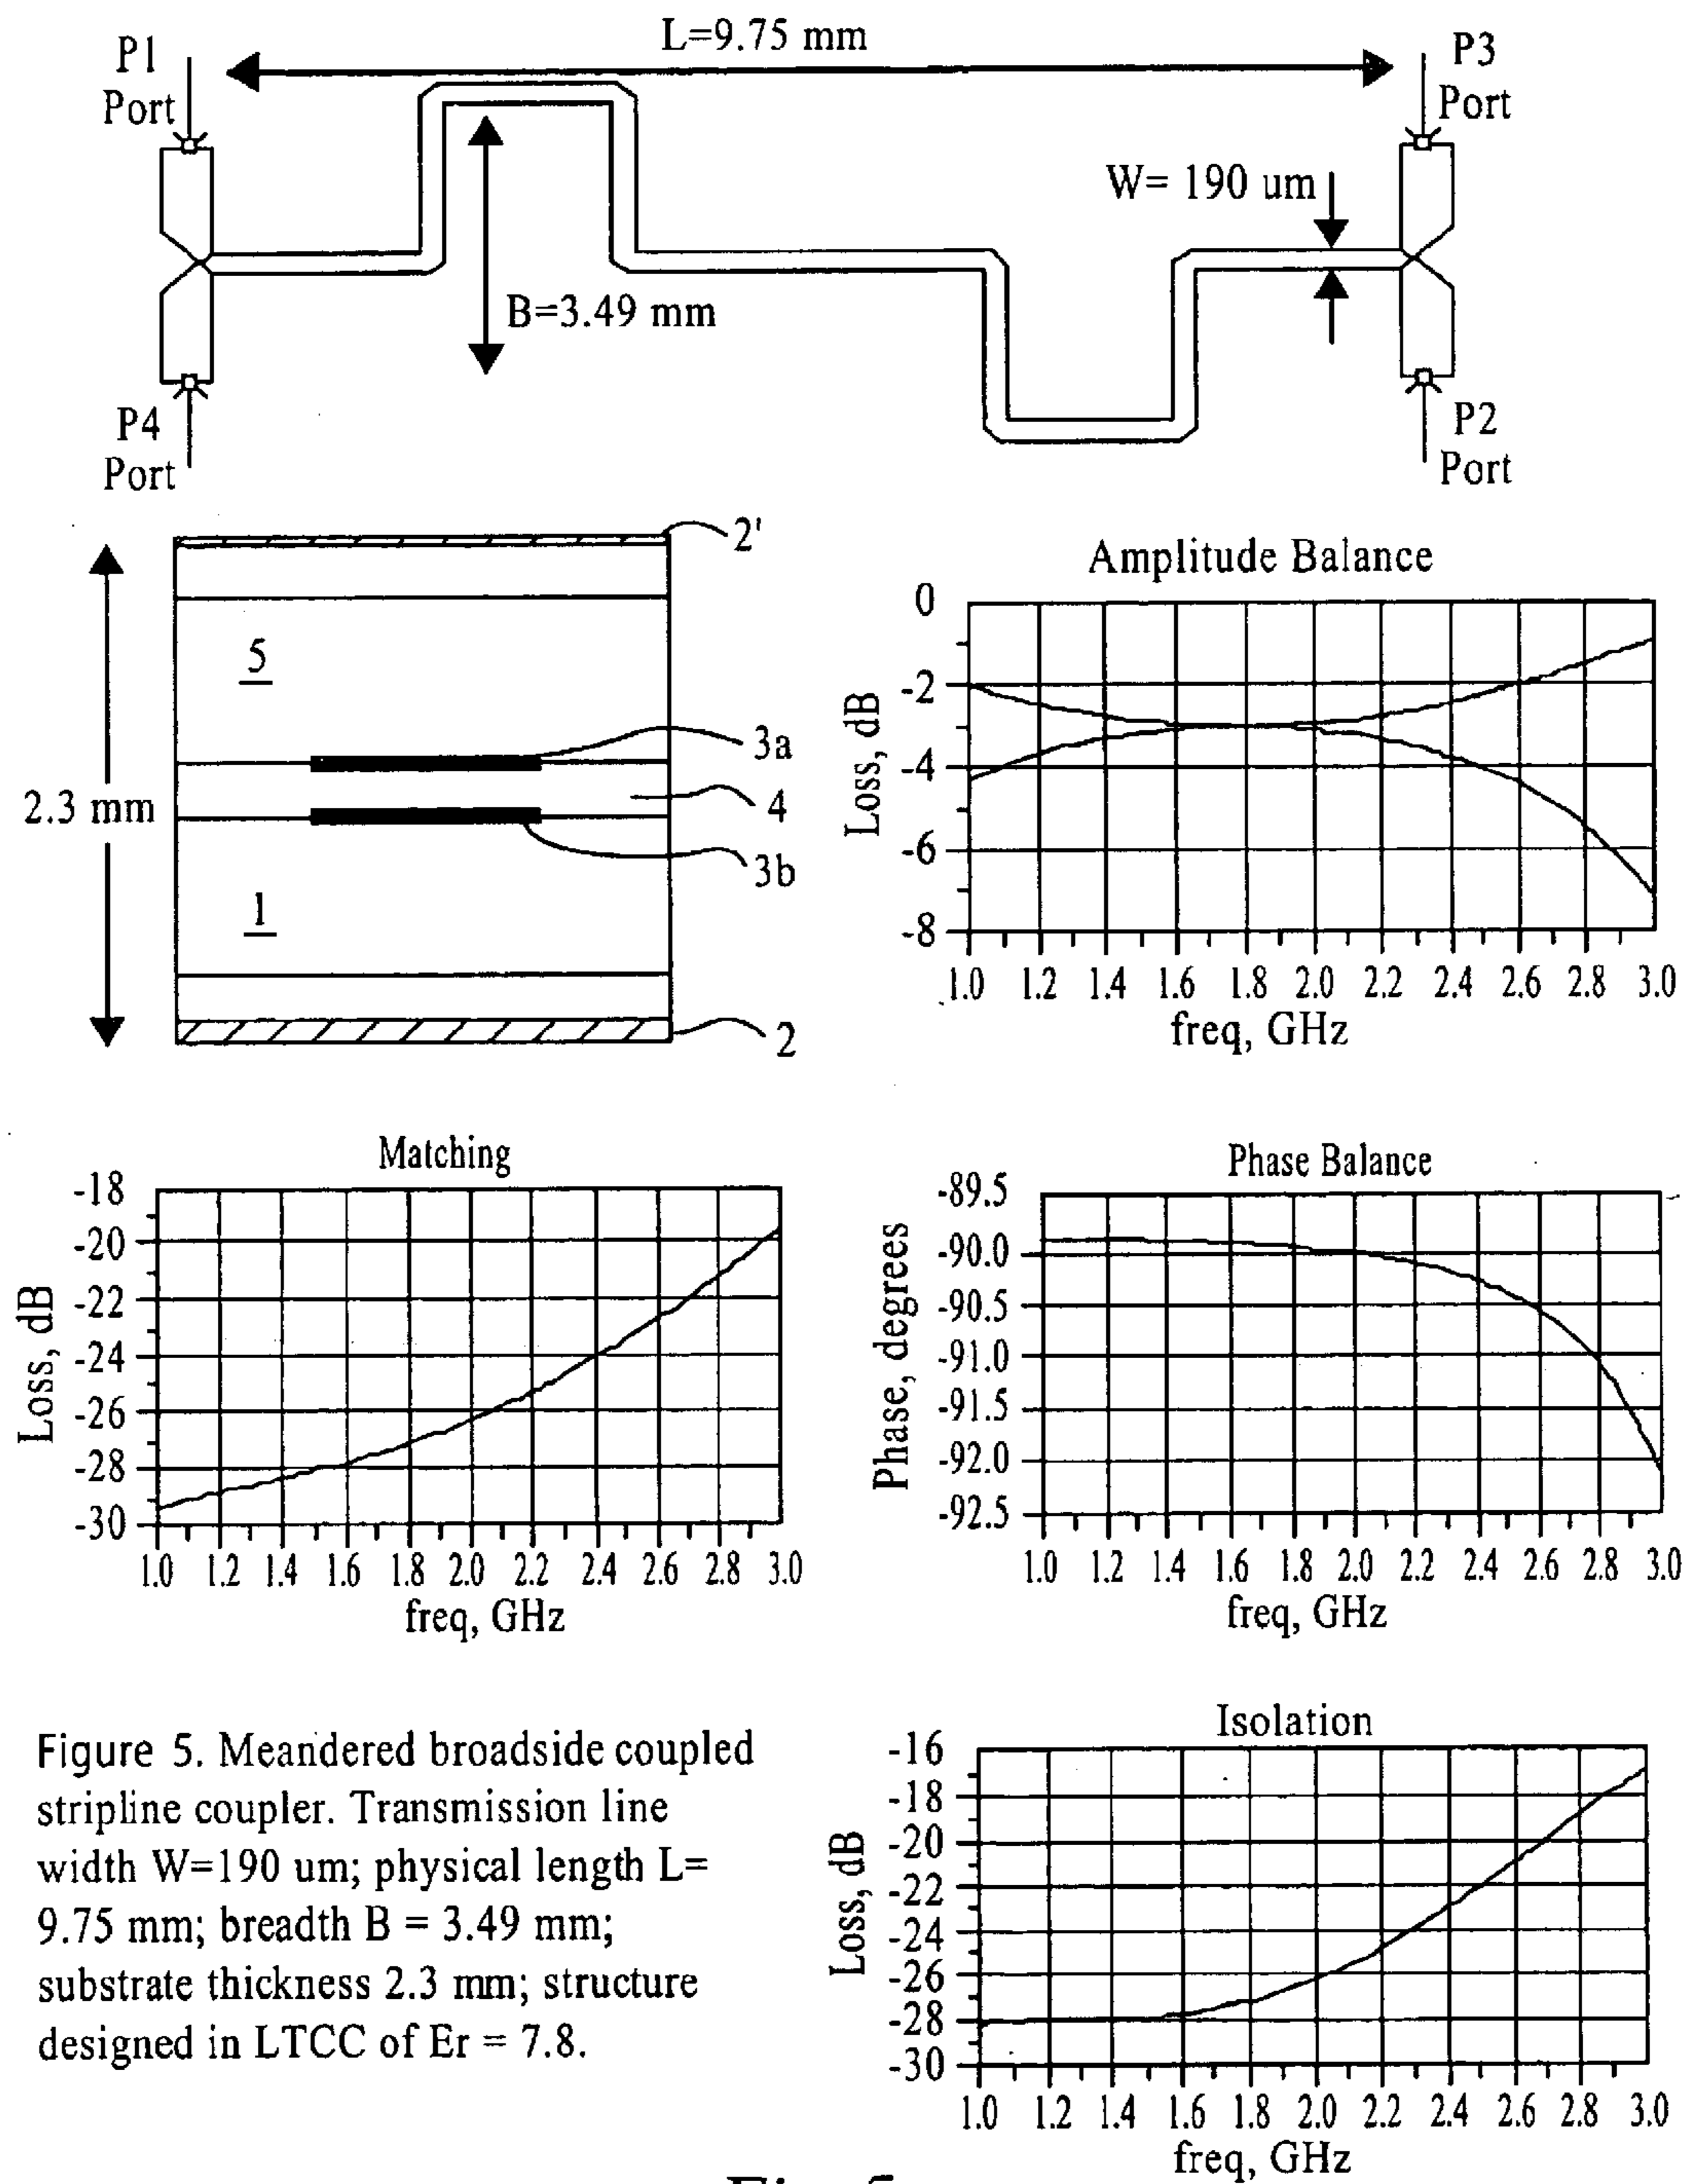 L=9.75 mm
P1
Port
P3
Port
W= 190 um
B=3.49 mm
P4
Port
P2
Port
2'
5
3a
4
2.3 mm
3b
1
2
Amplitude Balance
0
-2
-4
-6
-8
Loss, dB
1.0 1.2 1.4 1.6 1.8 2.0 2.2 2.4 2.6 2.8 3.0
freq, GHz
Matching
-18
-20
-22
-24
-26
-28
-30
Loss, dB
1.0 1.2 1.4 1.6 1.8 2.0 2.2 2.4 2.6 2.8 3.0
freq, GHz
Phase Balance
-89.5
-90.0
-90.5
-91.0
-91.5
-92.0
-92.5
Phase, degrees
1.0 1.2 1.4 1.6 1.8 2.0 2.2 2.4 2.6 2.8 3.0
freq, GHz
Figure 5. Meandered broadside coupled
stripline coupler. Transmission line
width W=190 um; physical length L=
9.75 mm; breadth B = 3.49 mm;
substrate thickness 2.3 mm; structure
designed in LTCC of Er = 7.8.
Isolation
-16
-18
-20
-22
-24
-26
-28
-30
Loss, dB
1.0 1.2 1.4 1.6 1.8 2.0 2.2 2.4 2.6 2.8 3.0
freq, GHz